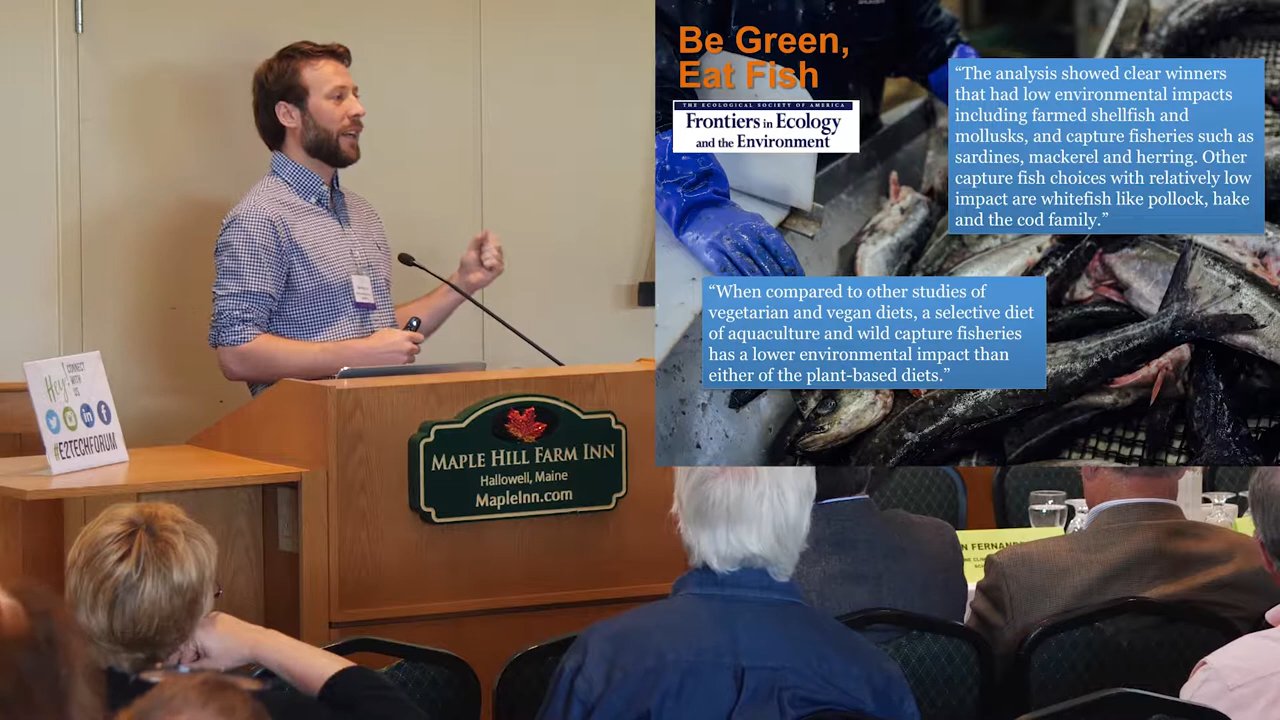 Be Green,
Eat Fish
THE ECOLOGICAL SOCIETY OF AMERICA
Frontiers in Ecology
and the Environment
“The analysis showed clear winners
that had low environmental impacts
including farmed shellfish and
mollusks, and capture fisheries such as
sardines, mackerel and herring. Other
capture fish choices with relatively low
impact are whitefish like pollock, hake
and the cod family.”
“When compared to other studies of
vegetarian and vegan diets, a selective diet
of aquaculture and wild capture fisheries
has a lower environmental impact than
either of the plant-based diets.”
Hey!
CONNECT
WITH
US
#E2TECHFORUM
MAPLE HILL FARM INN
Hallowell, Maine
MapleInn.com
N FERNAND